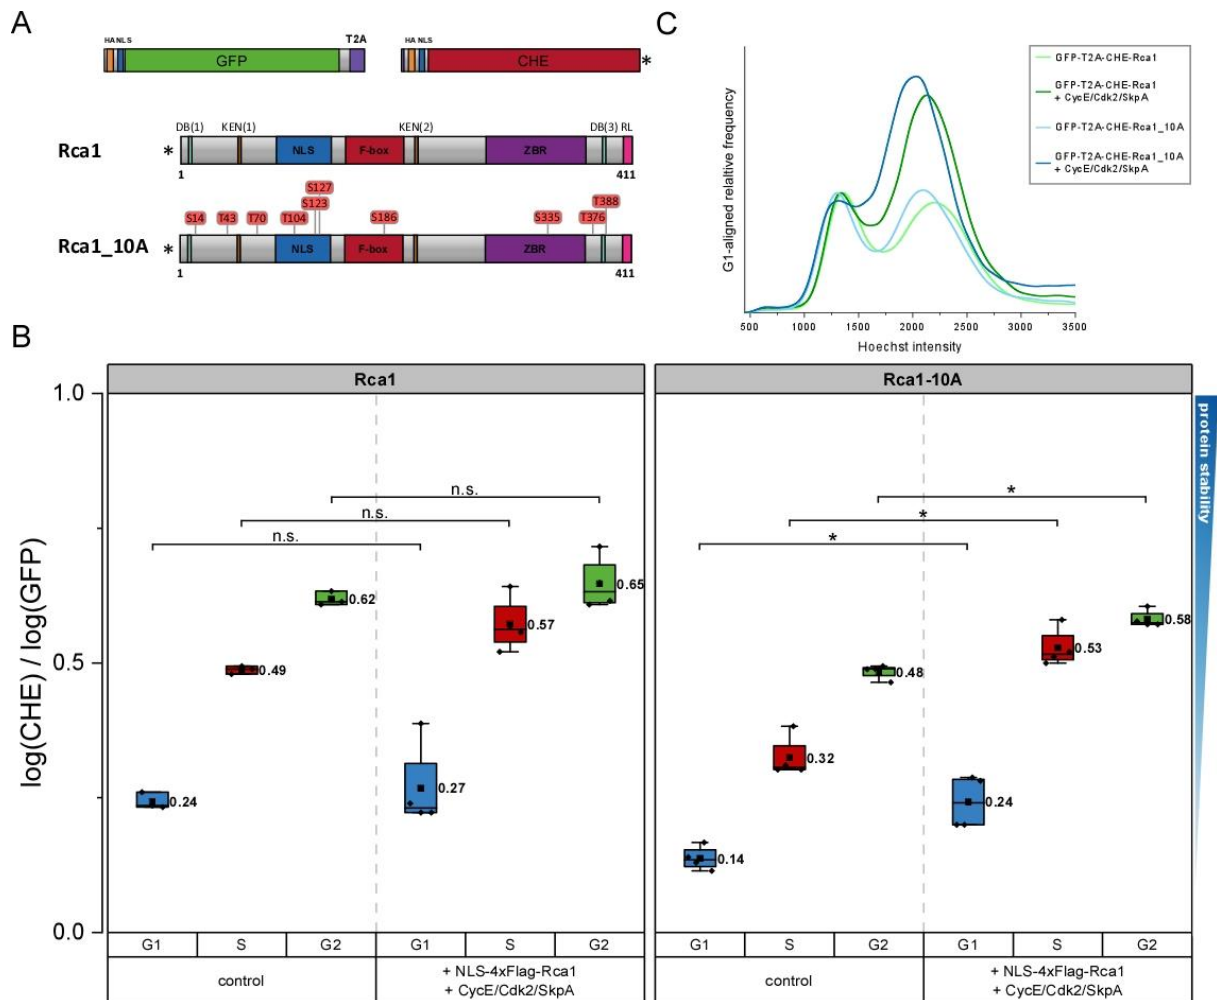 A
HA NLS
GFP
T2A
HA NLS
CHE
*
Rca1
*
DB(1)
KEN(1)
NLS
F-box
KEN(2)
ZBR
DB(3)
RL
1
411
Rca1_10A
*
S14
T43
T70
T104
S123
S127
S186
S335
T376
T388
NLS
F-box
ZBR
1
411
C
G1-aligned relaltive frequency
500
1000
1500
2000
2500
3000
3500
Hoechst intensity
GFP-T2A-CHE-Rca1
GFP-T2A-CHE-Rca1
+ CycE/Cdk2/SkpA
GFP-T2A-CHE-Rca1_10A
GFP-T2A-CHE-Rca1_10A
+ CycE/Cdk2/SkpA
B
Rca1
Rca1-10A
log(CHE) / log(GFP)
1.0
0.5
0.0
n.s.
n.s.
n.s.
0.24
0.49
0.62
0.27
0.57
0.65
*
*
*
0.14
0.32
0.48
0.24
0.53
0.58
protein stability
G1
S
G2
G1
S
G2
control
+ NLS-4xFlag-Rca1
+ CycE/Cdk2/SkpA
G1
S
G2
G1
S
G2
control
+ NLS-4xFlag-Rca1
+ CycE/Cdk2/SkpA